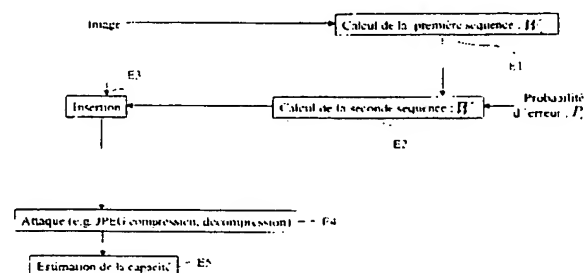 Image
Calcul de la première séquence : W
E1
E3
Insertion
Calcul de la seconde sequence : W
Probabilité
d'erreur : P
E2
Attaque (e.g. JPEG compression, decompression)
E4
Estimation de la capacité
E5